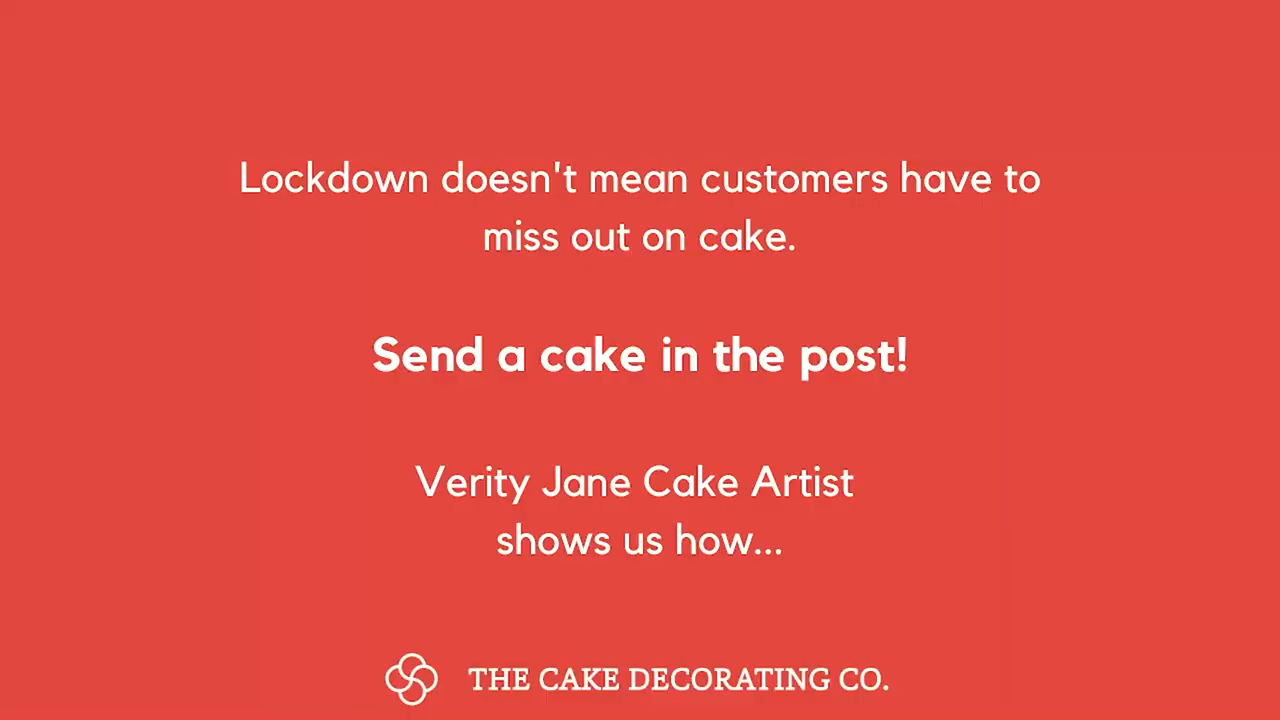 Lockdown doesn't mean customers have to
miss out on cake.
Send a cake in the post!
Verity Jane Cake Artist
shows us how...
THE CAKE DECORATING CO.